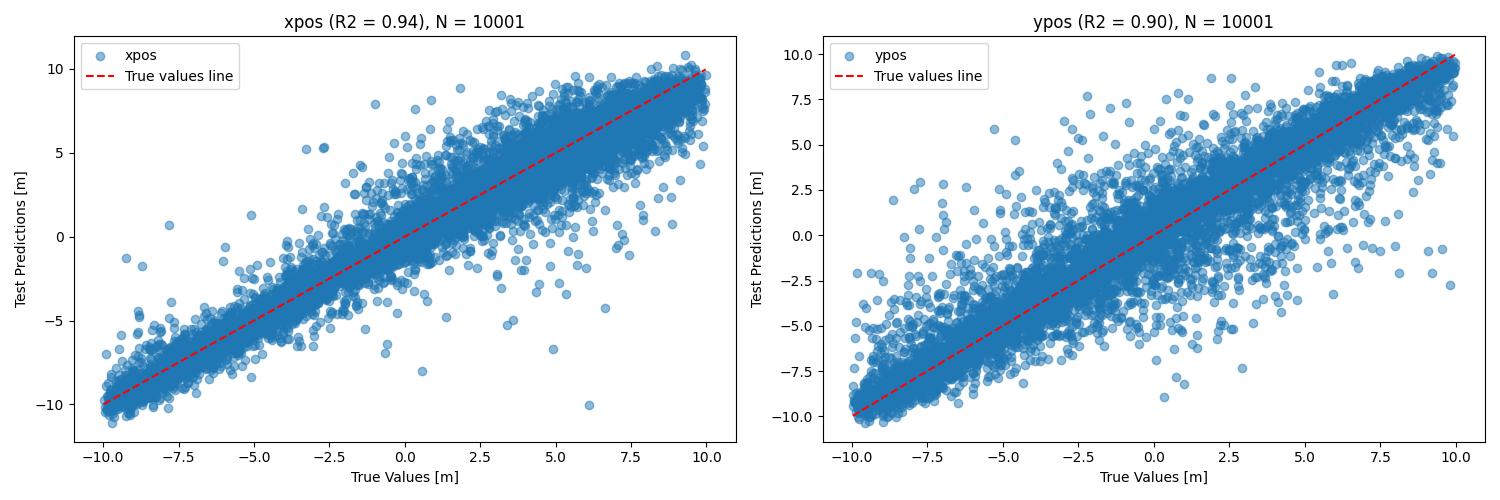 xpos (R2 = 0.94), N = 10001
xpos
True values line
10
5
0
−5
−10
Test Predictions [m]
−10.0 −7.5 −5.0 −2.5 0.0 2.5 5.0 7.5 10.0
True Values [m]
ypos (R2 = 0.90), N = 10001
ypos
True values line
10.0
7.5
5.0
2.5
0.0
−2.5
−5.0
−7.5
−10.0
Test Predictions [m]
−10.0 −7.5 −5.0 −2.5 0.0 2.5 5.0 7.5 10.0
True Values [m]